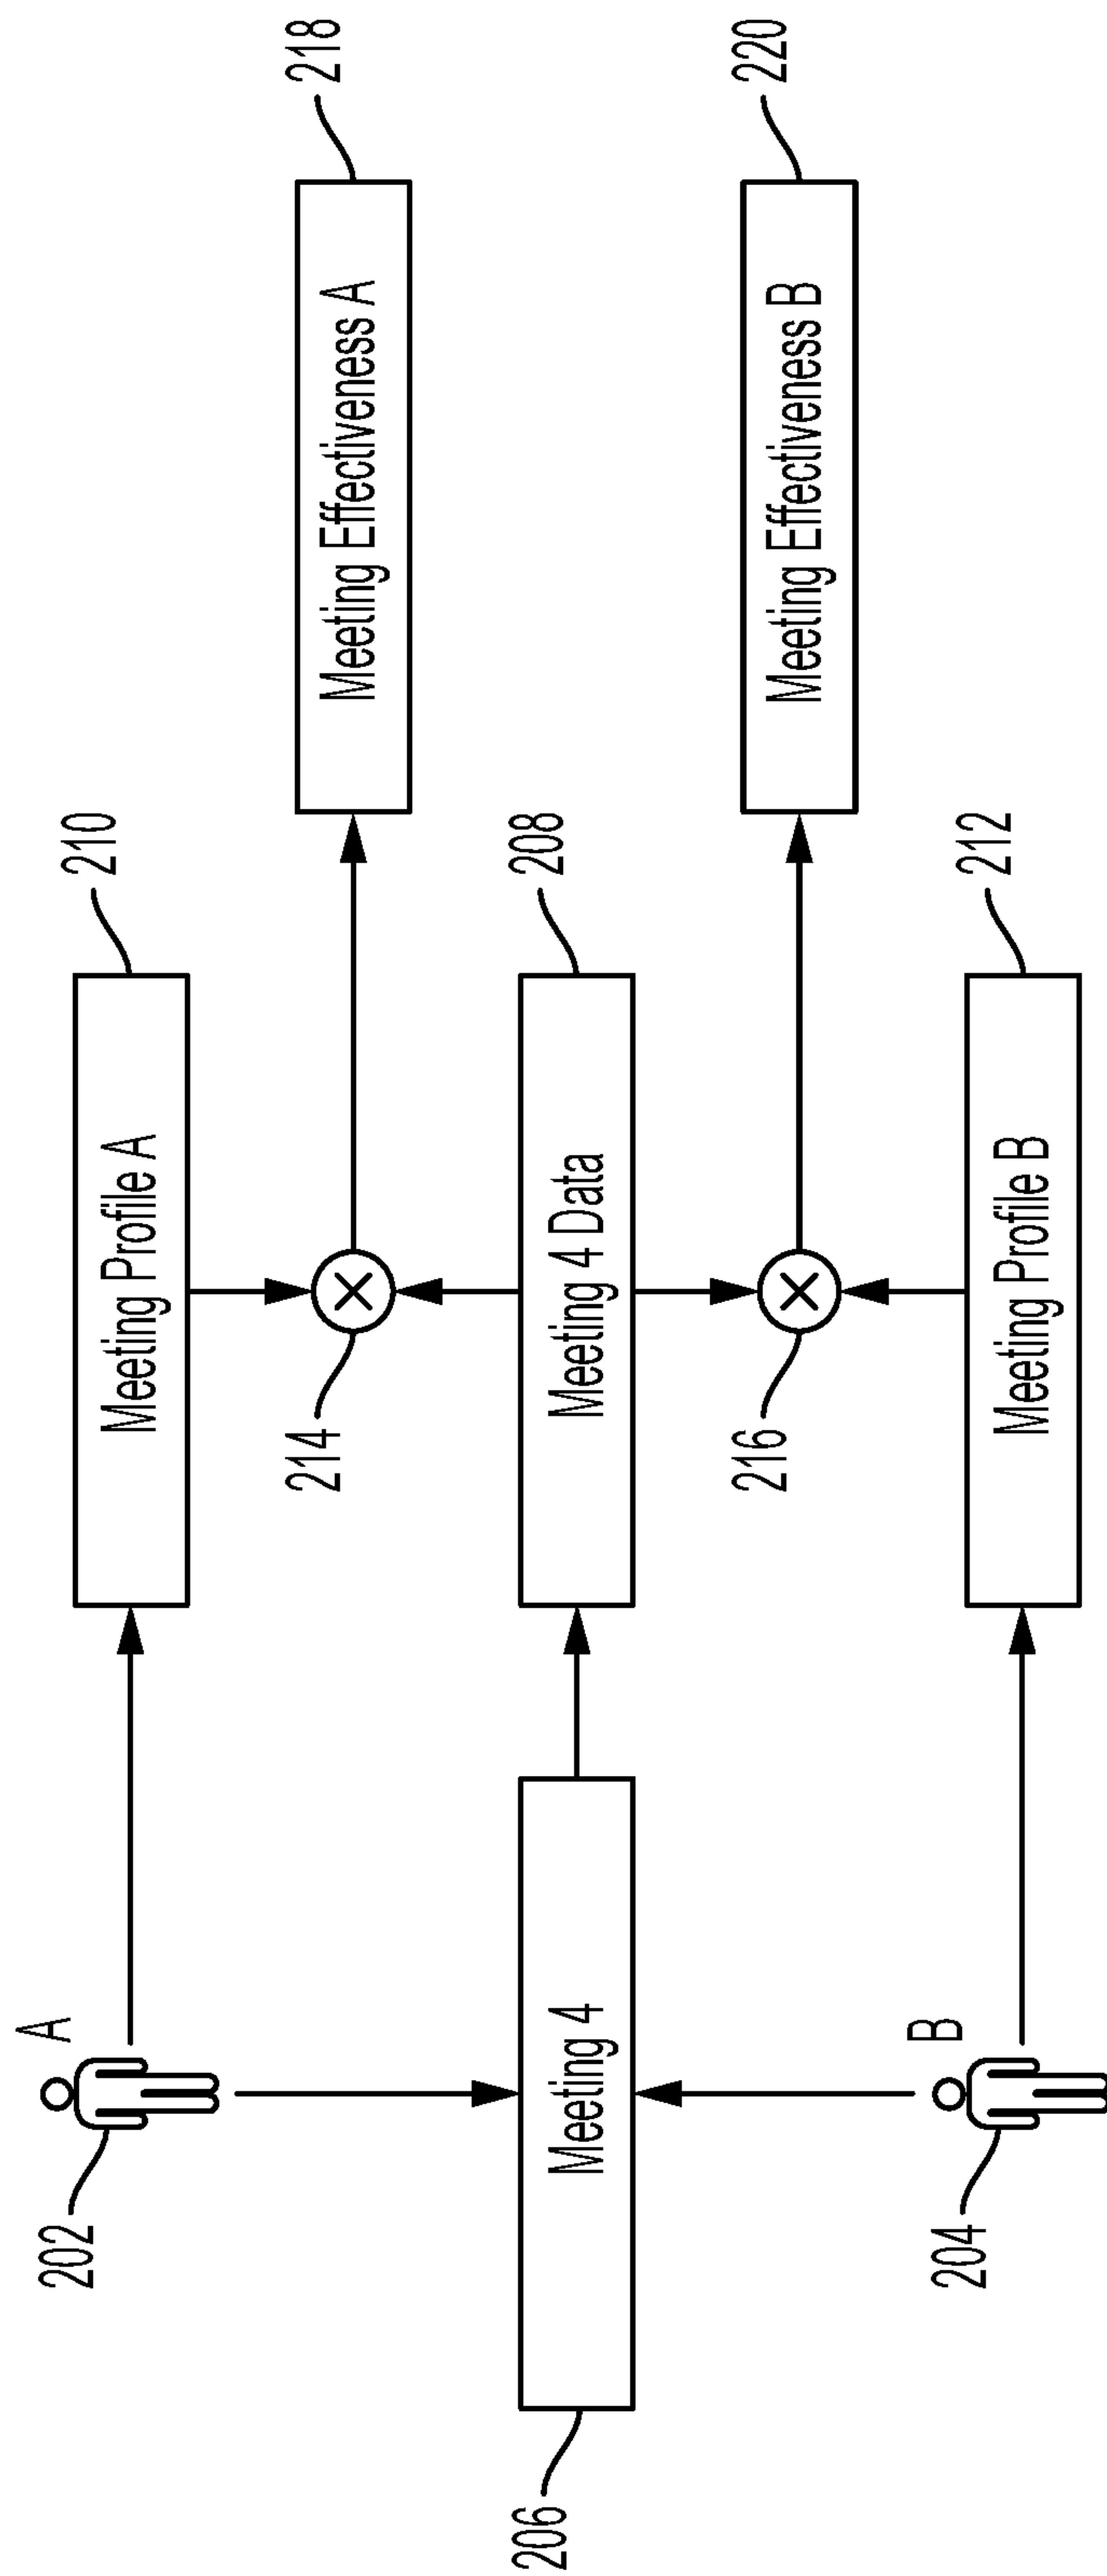 A
202
Meeting Profile A
210
214
Meeting Effectiveness A
218
206
Meeting 4
Meeting 4 Data
208
216
Meeting Effectiveness B
220
B
204
Meeting Profile B
212